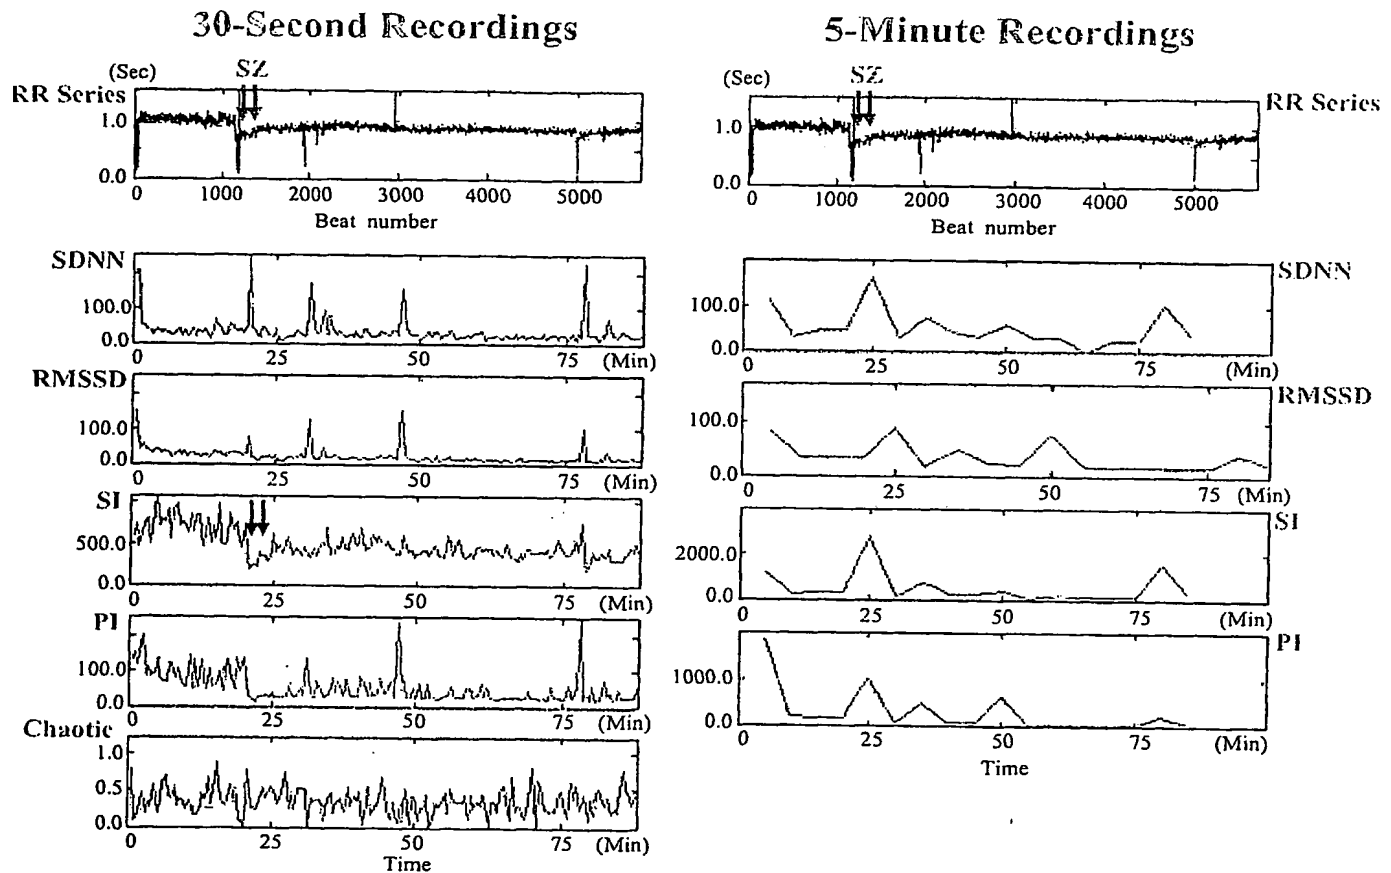 30-Second Recordings
(Sec)
SZ
RR Series
1.0
0.0
0 1000 2000 3000 4000 5000
Beat number
SDNN
100.0
0.0
0 25 50 75 (Min)
RMSSD
100.0
0.0
0 25 50 75 (Min)
SI
500.0
0.0
0 25 50 75 (Min)
PI
100.0
0.0
0 25 50 75 (Min)
Chaotic
1.0
0.5
0.0
0 25 50 75 (Min)
Time
5-Minute Recordings
(Sec)
SZ
RR Series
1.0
0.0
0 1000 2000 3000 4000 5000
Beat number
SDNN
100.0
0.0
0 25 50 75 (Min)
RMSSD
100.0
0.0
0 25 50 75 (Min)
SI
2000.0
0.0
0 25 50 75 (Min)
PI
1000.0
0.0
0 25 50 75 (Min)
Time